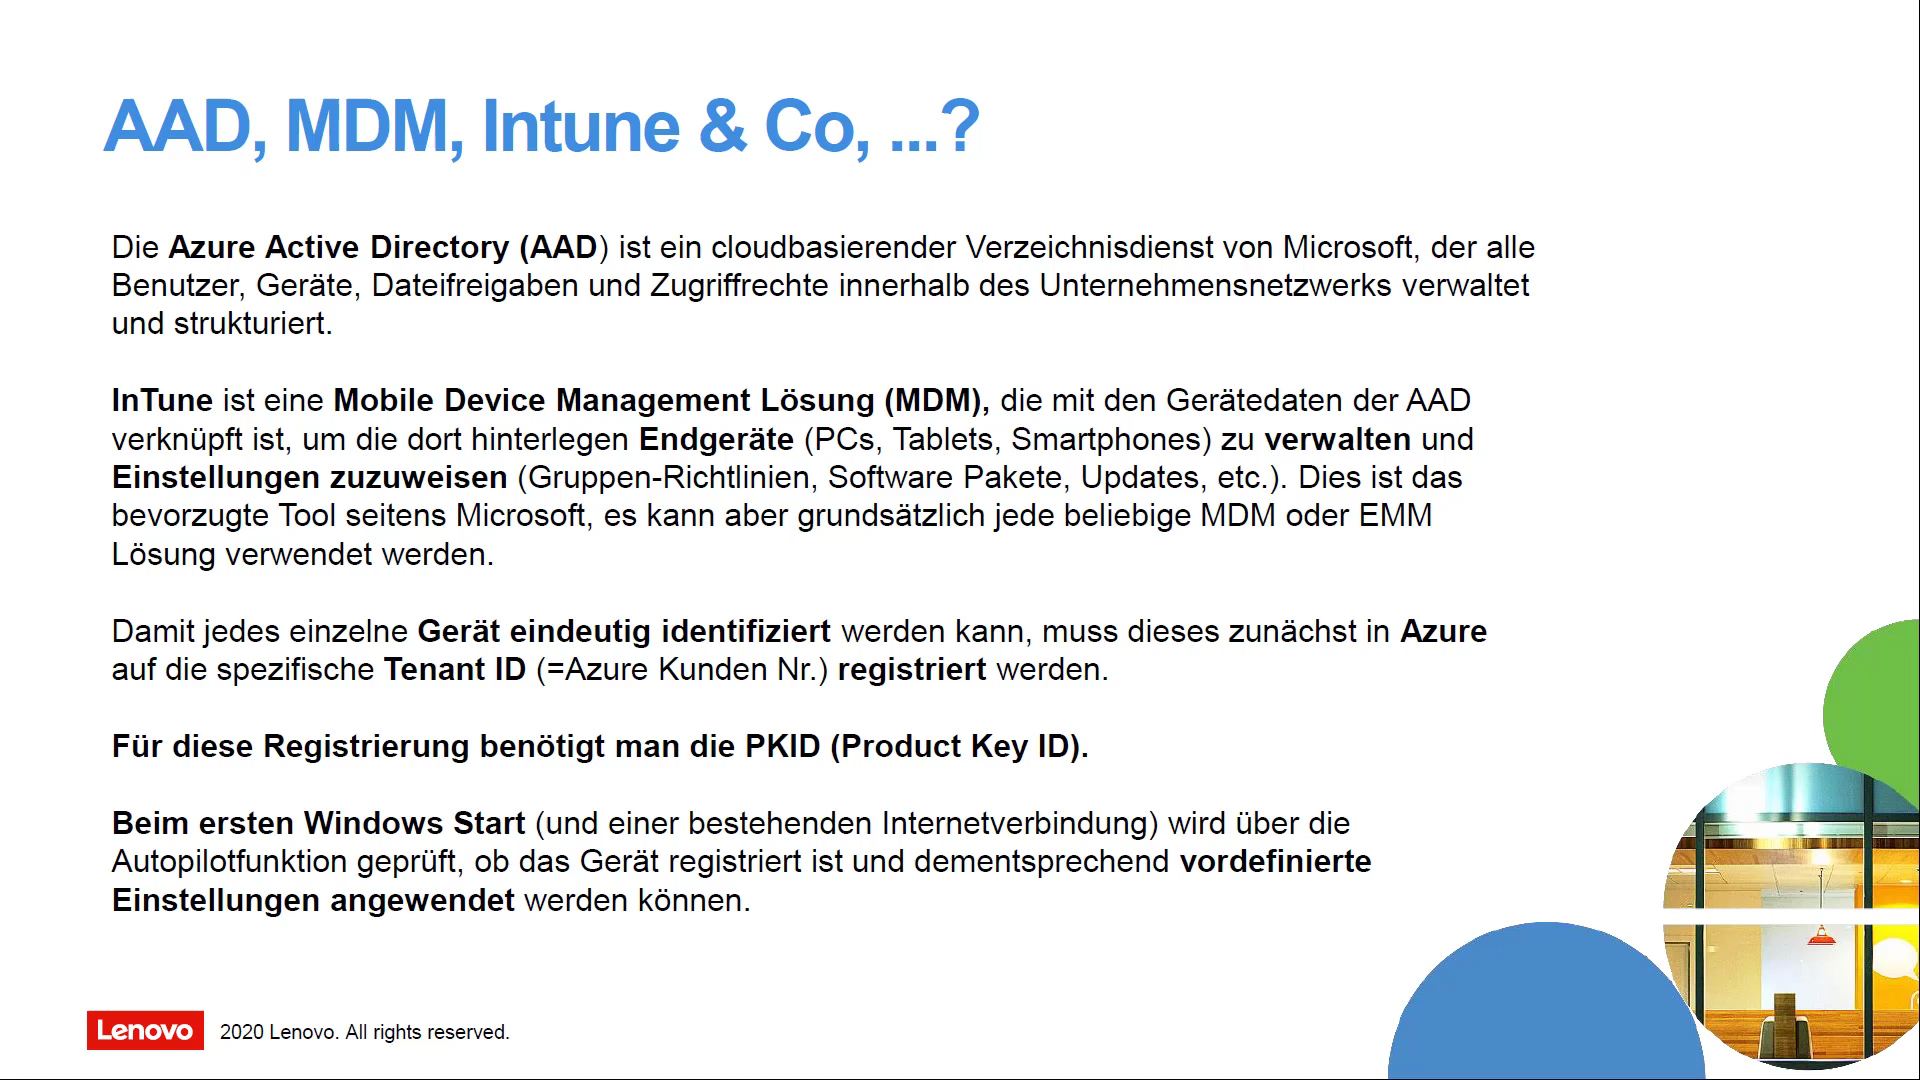 AAD, MDM, Intune & Co, ...?
Die Azure Active Directory (AAD) ist ein cloudbasierender Verzeichnisdienst von Microsoft, der alle
Benutzer, Geräte, Dateifreigaben und Zugriffrechte innerhalb des Unternehmensnetzwerks verwaltet
und strukturiert.
InTune ist eine Mobile Device Management Lösung (MDM), die mit den Gerätedaten der AAD
verknüpft ist, um die dort hinterlegen Endgeräte (PCs, Tablets, Smartphones) zu verwalten und
Einstellungen zuzuweisen (Gruppen-Richtlinien, Software Pakete, Updates, etc.). Dies ist das
bevorzugte Tool seitens Microsoft, es kann aber grundsätzlich jede beliebige MDM oder EMM
Lösung verwendet werden.
Damit jedes einzelne Gerät eindeutig identifiziert werden kann, muss dieses zunächst in Azure
auf die spezifische Tenant ID (=Azure Kunden Nr.) registriert werden.
Für diese Registrierung benötigt man die PKID (Product Key ID).
Beim ersten Windows Start (und einer bestehenden Internetverbindung) wird über die
Autopilotfunktion geprüft, ob das Gerät registriert ist und dementsprechend vordefinierte
Einstellungen angewendet werden können.
Lenovo 2020 Lenovo. All rights reserved.